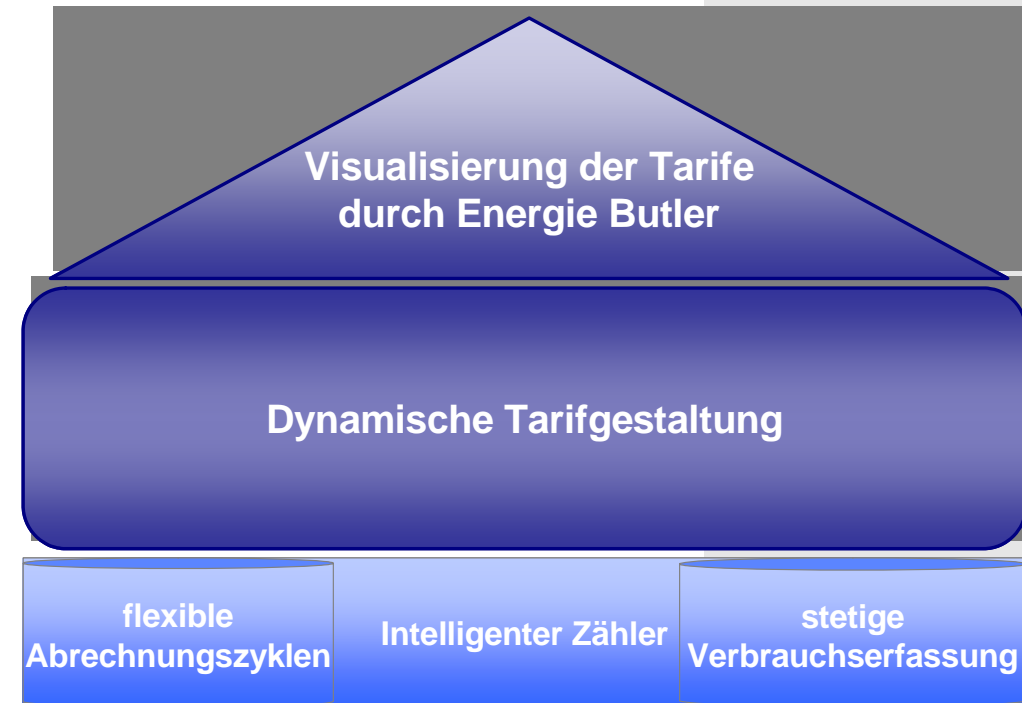 Visualisierung der Tarife
durch Energie Butler
Dynamische Tarifgestaltung
flexible
Abrechnungszyklen
Intelligenter Zähler
stetige
Verbrauchserfassung